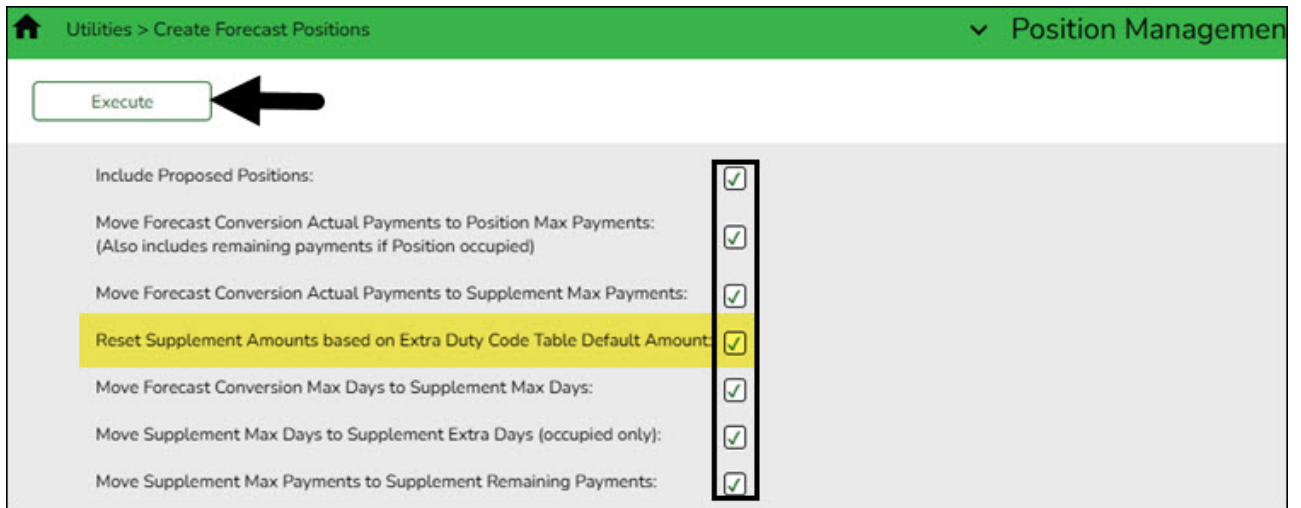 Utilities > Create Forecast Positions
Position Managemen
Execute
Include Proposed Positions:
Move Forecast Conversion Actual Payments to Position Max Payments:
(Also includes remaining payments if Position occupied)
Move Forecast Conversion Actual Payments to Supplement Max Payments:
Reset Supplement Amounts based on Extra Duty Code Table Default Amount:
Move Forecast Conversion Max Days to Supplement Max Days:
Move Supplement Max Days to Supplement Extra Days (occupied only):
Move Supplement Max Payments to Supplement Remaining Payments: